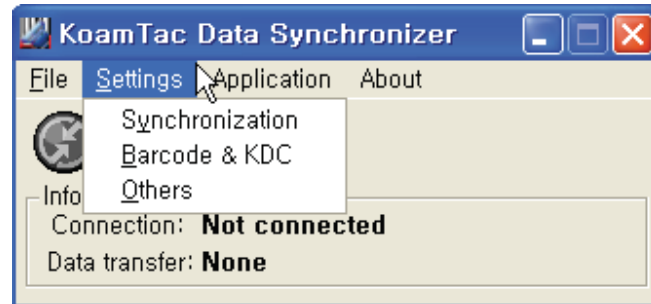 KoamTac Data Synchronizer
File Settings Application About
Synchronization
Barcode & KDC
Others
Info
Connection: Not connected
Data transfer: None